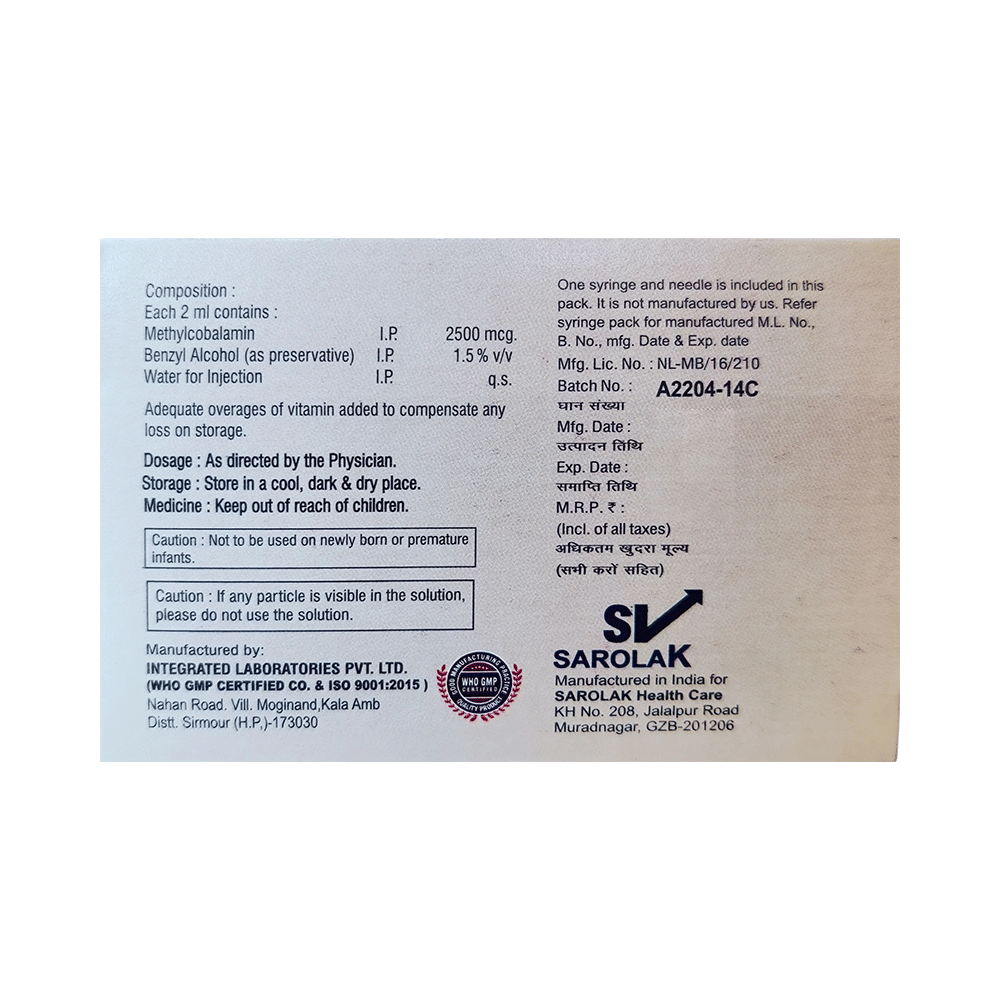 Composition :
Each 2 ml contains :
Methylcobalamin I.P. 2500 mcg.
Benzyl Alcohol (as preservative) I.P. 1.5 % v/v
Water for Injection I.P. q.s.
Adequate overages of vitamin added to compensate any
loss on storage.
Dosage : As directed by the Physician.
Storage : Store in a cool, dark & dry place.
Medicine : Keep out of reach of children.
Caution : Not to be used on newly born or premature
infants.
Caution : If any particle is visible in the solution,
please do not use the solution.
Manufactured by:
INTEGRATED LABORATORIES PVT. LTD.
(WHO GMP CERTIFIED CO. & ISO 9001:2015 )
Nahan Road. Vill. Moginand,Kala Amb
Distt. Sirmour (H.P.)-173030
GOOD MANUFACTURING PRACTICE
WHO GMP
CERTIFIED
QUALITY PRODUCT
One syringe and needle is included in this
pack. It is not manufactured by us. Refer
syringe pack for manufactured M.L. No.,
B. No., mfg. Date & Exp. date
Mfg. Lic. No. : NL-MB/16/210
Batch No. : A2204-14C
घान संख्या
Mfg. Date :
उत्पादन तिथि
Exp. Date :
समाप्ति तिथि
M.R.P. ₹ :
(Incl. of all taxes)
अधिकतम खुदरा मूल्य
(सभी करों सहित)
SV
SAROLAK
Manufactured in India for
SAROLAK Health Care
KH No. 208, Jalalpur Road
Muradnagar, GZB-201206